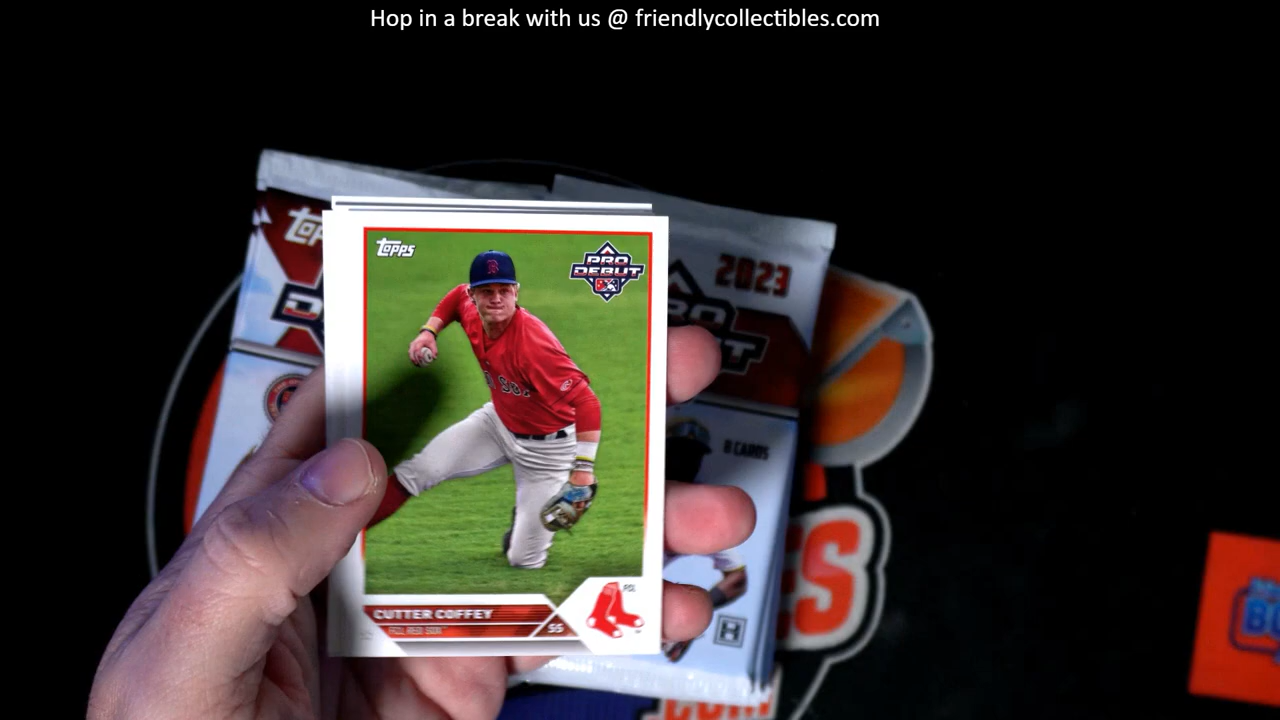 Hop in a break with us @ friendlycollectibles.com
2023
TOPPS
PRO
DEBUT
8 CARDS
CUTTER COFFEY
FCL RED SOX
SS
FCL
ES